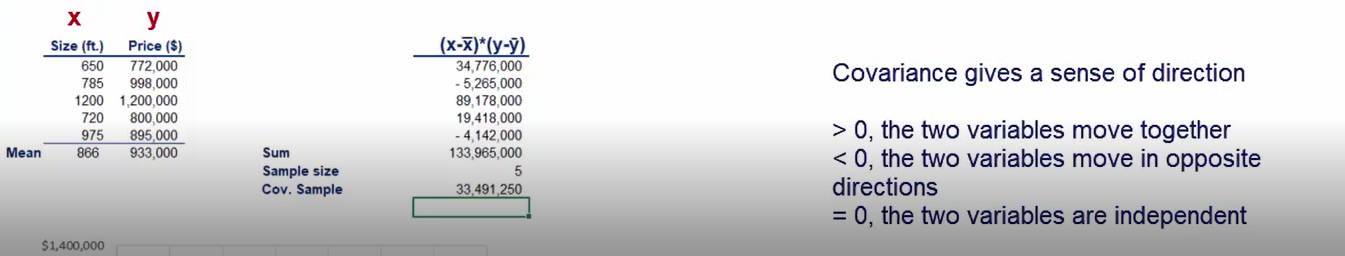 x y
Size (ft.) Price ($) (x-x̄)*(y-ȳ)
650 772,000 34,776,000
785 998,000 - 5,265,000
1200 1,200,000 89,178,000
720 800,000 19,418,000
975 895,000 - 4,142,000
Mean 866 933,000 Sum 133,965,000
Sample size 5
Cov. Sample 33,491,250
$1,400,000
Covariance gives a sense of direction
> 0, the two variables move together
< 0, the two variables move in opposite
directions
= 0, the two variables are independent